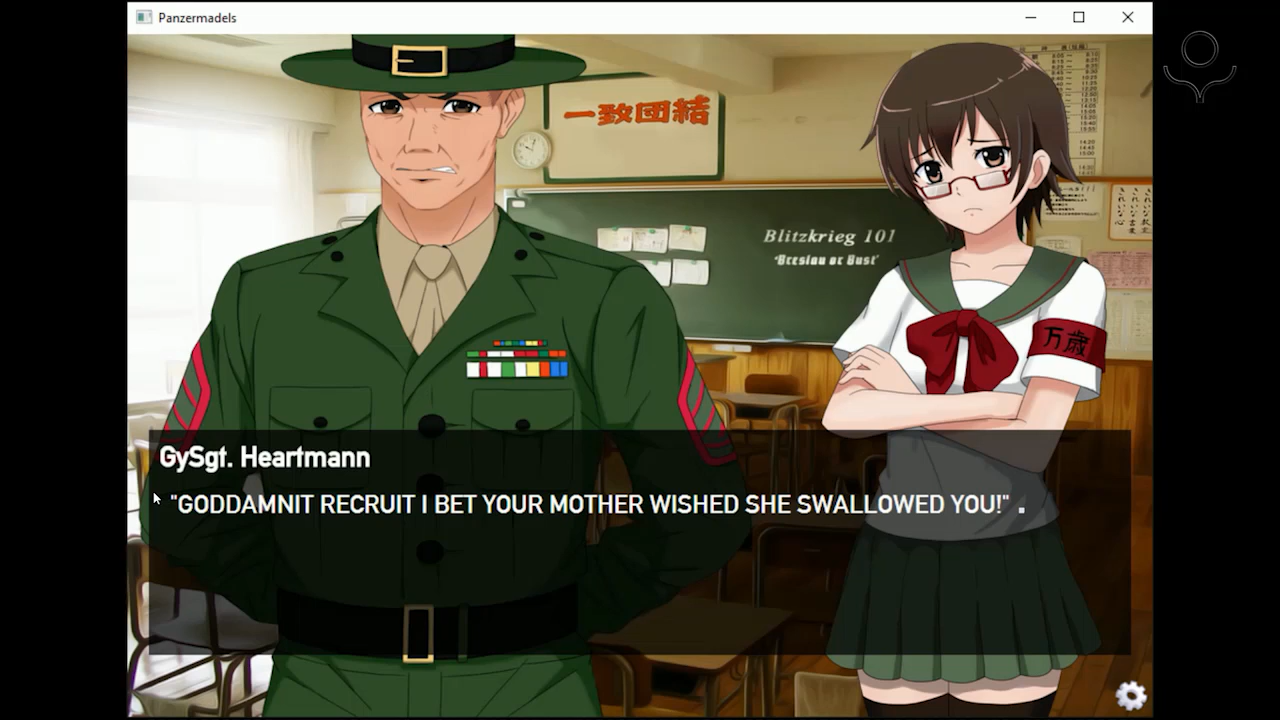 Panzermadels
一致団結
Blitzkrieg 101
'Breslau or Bust'
万歳
GySgt. Heartmann
"GODDAMNIT RECRUIT I BET YOUR MOTHER WISHED SHE SWALLOWED YOU!" .